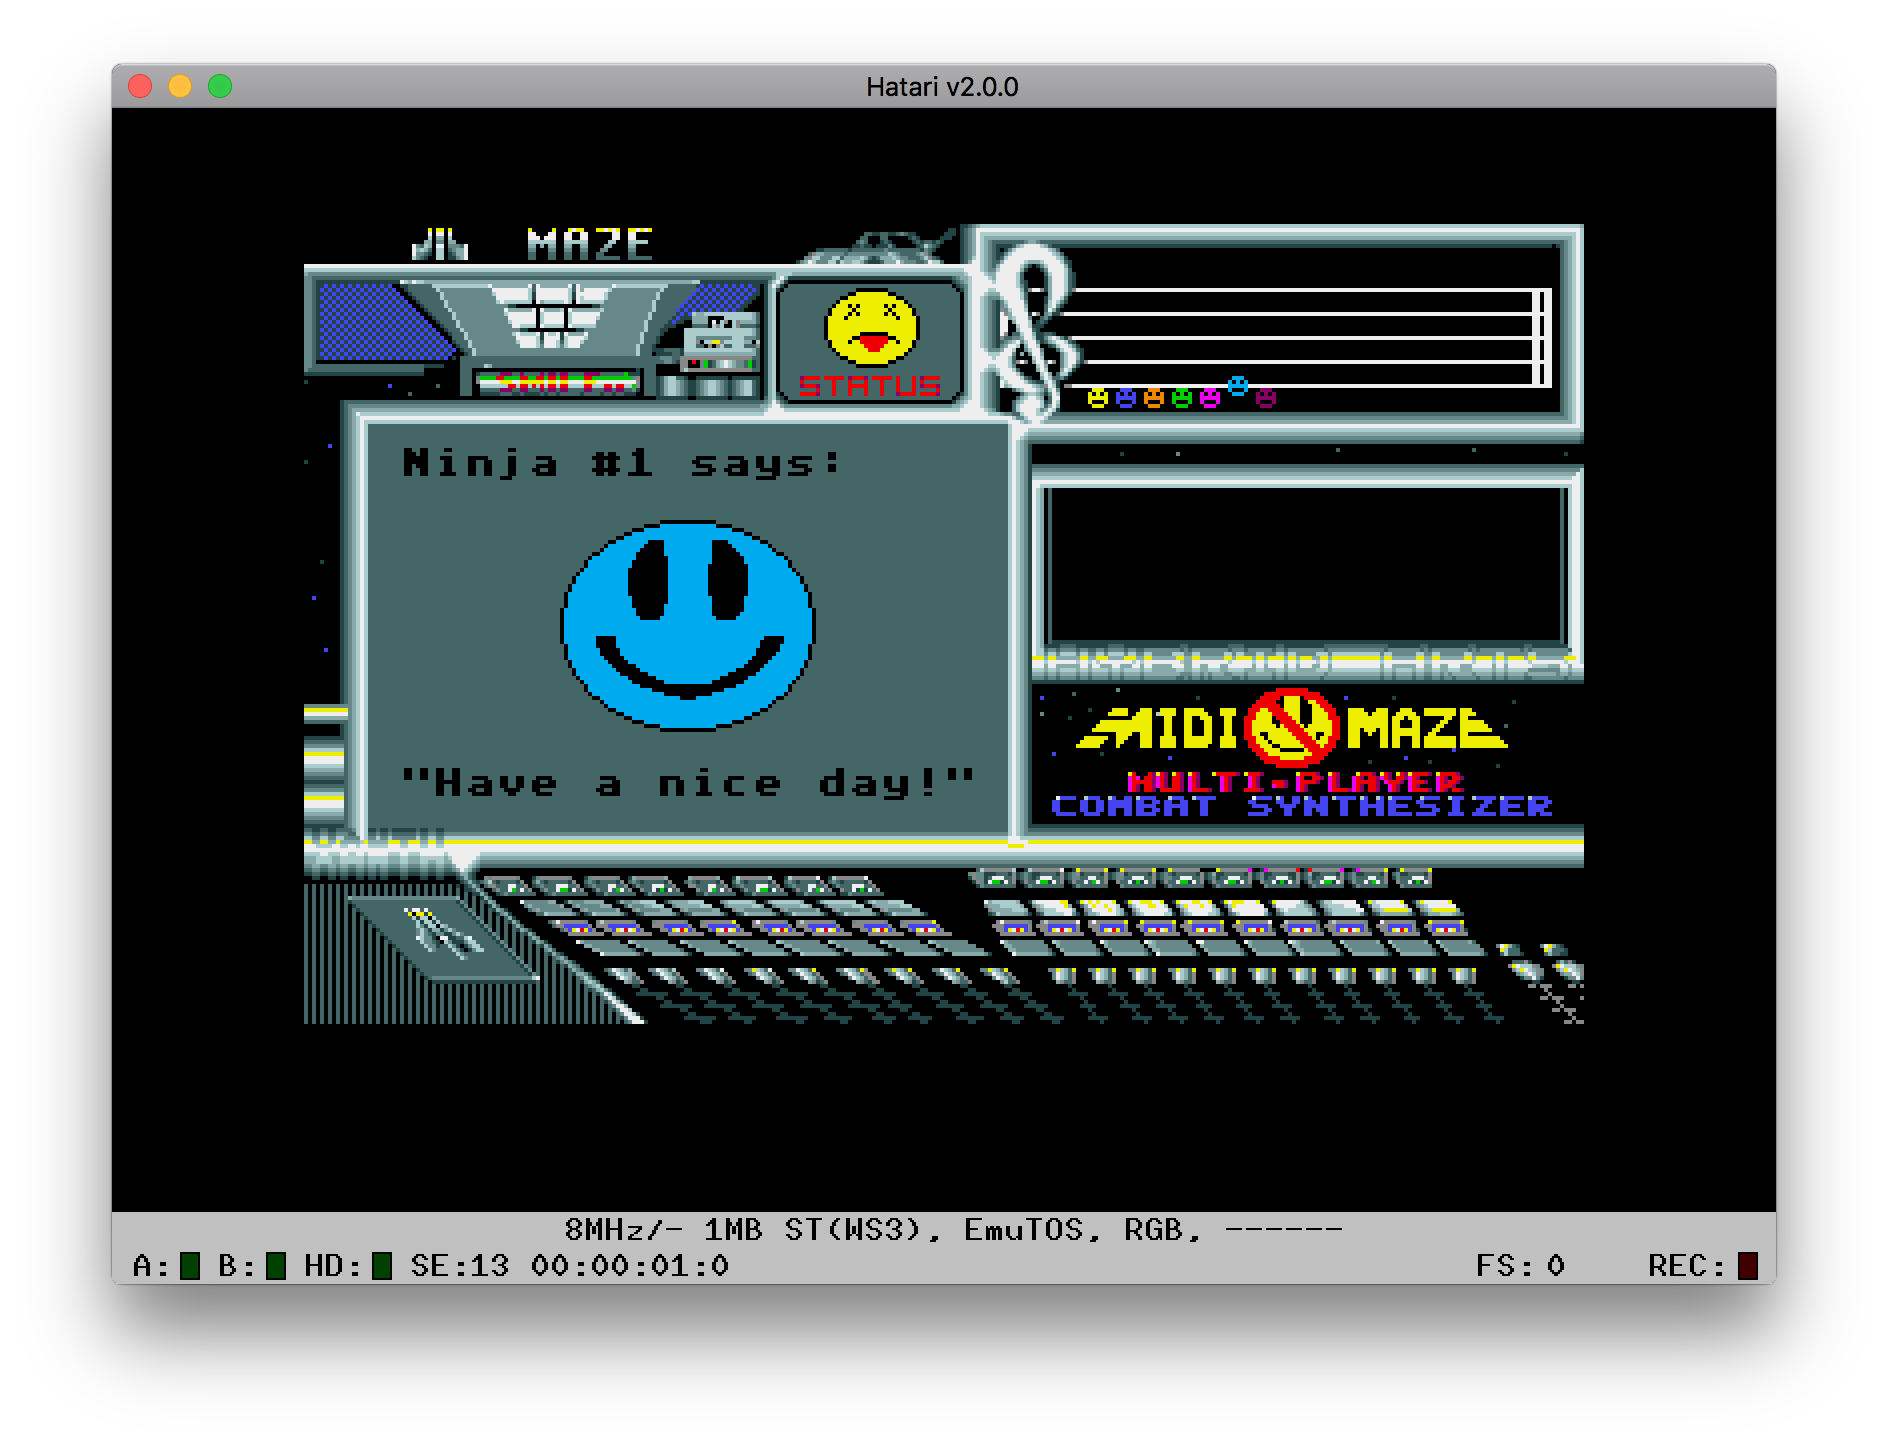 Hatari v2.0.0
MAZE
STATUS
Ninja #1 says:
"Have a nice day!"
MIDI MAZE
MULTI-PLAYER
COMBAT SYNTHESIZER
8MHz/- 1MB ST(WS3), EmuTOS, RGB, ------
A: B: HD: SE:13 00:00:01:0 FS: 0 REC: